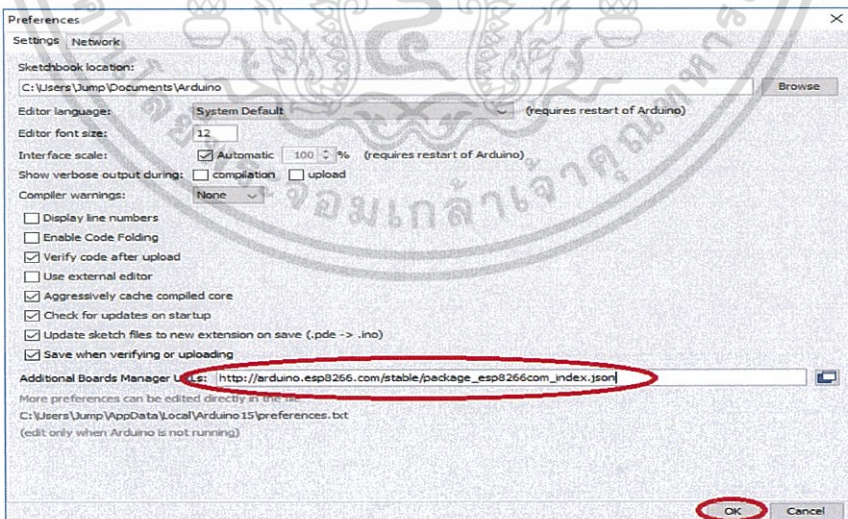 Preferences
Settings Network
Sketchbook location:
C:\Users\Jump\Documents\Arduino Browse
Editor language: System Default (requires restart of Arduino)
Editor font size: 12
Interface scale: Automatic 100 % (requires restart of Arduino)
Show verbose output during: compilation upload
Compiler warnings: None
Display line numbers
Enable Code Folding
Verify code after upload
Use external editor
Aggressively cache compiled core
Check for updates on startup
Update sketch files to new extension on save (.pde -> .ino)
Save when verifying or uploading
Additional Boards Manager URLs: http://arduino.esp8266.com/stable/package_esp8266com_index.json
More preferences can be edited directly in the file
C:\Users\Jump\AppData\Local\Arduino15\preferences.txt
(edit only when Arduino is not running)
OK Cancel